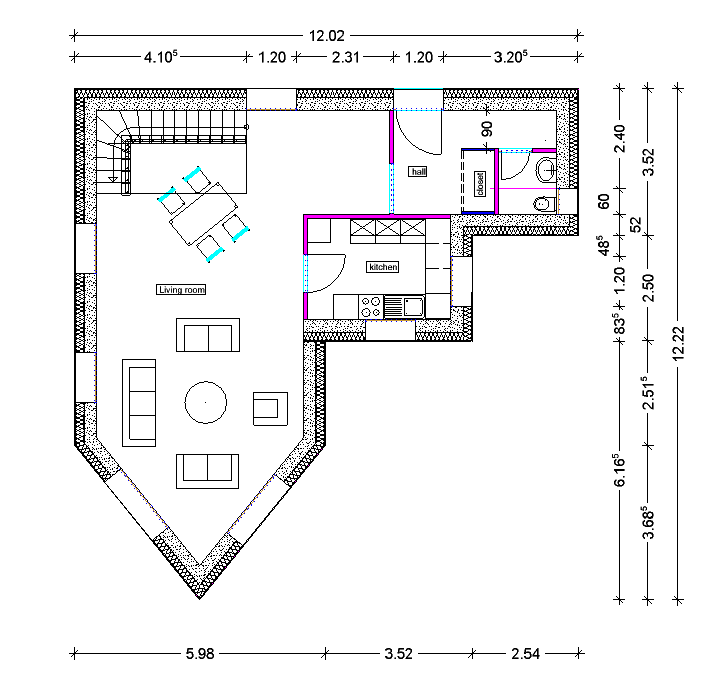 12.02
4.10⁵ 1.20 2.31 1.20 3.20⁵
90
hall
closet
kitchen
Living room
2.40
60
48⁵
1.20
83⁵
6.16⁵
3.52
52
2.50
2.51⁵
3.68⁵
12.22
5.98 3.52 2.54